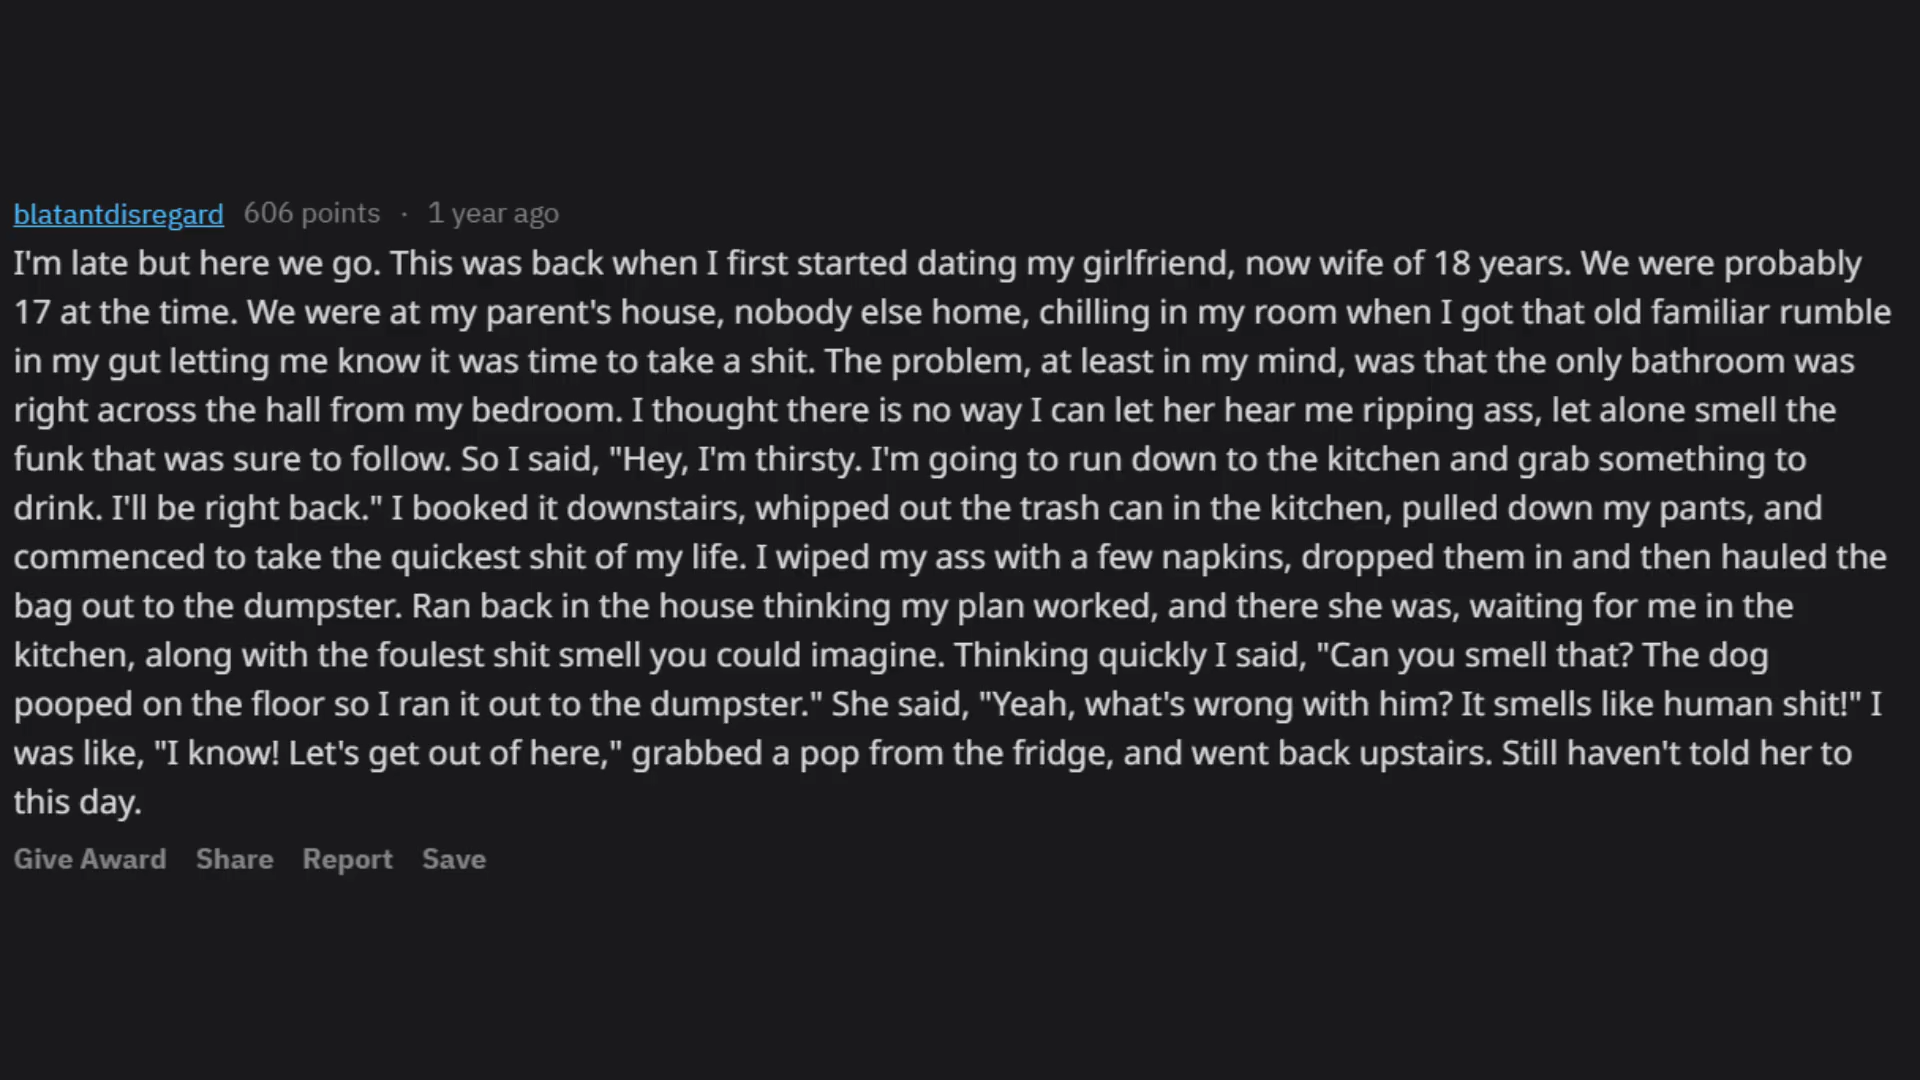 blatantdisregard 606 points · 1 year ago
I'm late but here we go. This was back when I first started dating my girlfriend, now wife of 18 years. We were probably
17 at the time. We were at my parent's house, nobody else home, chilling in my room when I got that old familiar rumble
in my gut letting me know it was time to take a shit. The problem, at least in my mind, was that the only bathroom was
right across the hall from my bedroom. I thought there is no way I can let her hear me ripping ass, let alone smell the
funk that was sure to follow. So I said, "Hey, I'm thirsty. I'm going to run down to the kitchen and grab something to
drink. I'll be right back." I booked it downstairs, whipped out the trash can in the kitchen, pulled down my pants, and
commenced to take the quickest shit of my life. I wiped my ass with a few napkins, dropped them in and then hauled the
bag out to the dumpster. Ran back in the house thinking my plan worked, and there she was, waiting for me in the
kitchen, along with the foulest shit smell you could imagine. Thinking quickly I said, "Can you smell that? The dog
pooped on the floor so I ran it out to the dumpster." She said, "Yeah, what's wrong with him? It smells like human shit!" I
was like, "I know! Let's get out of here," grabbed a pop from the fridge, and went back upstairs. Still haven't told her to
this day.
Give Award Share Report Save